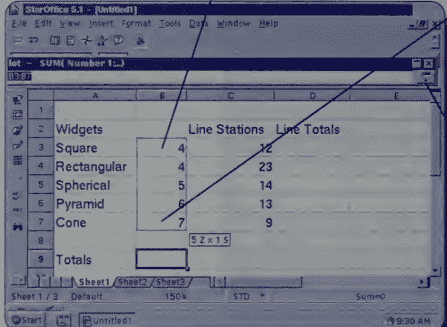 StarOffice 5.1 - [Untitled1]
File Edit View Insert Format Tools Data Window Help
SUM( Number 1:..)
A B C D E
1
2 Widgets Line Stations Line Totals
3 Square 4 12
4 Rectangular 4 23
5 Spherical 5 14
6 Pyramid 6 13
7 Cone 7 9
8 5 Z x 1 S
9 Totals
Sheet1 Sheet2 Sheet3
Sheet 1 / 3 Default 150% STD * Sum=0
Start Untitled1 9:30 AM